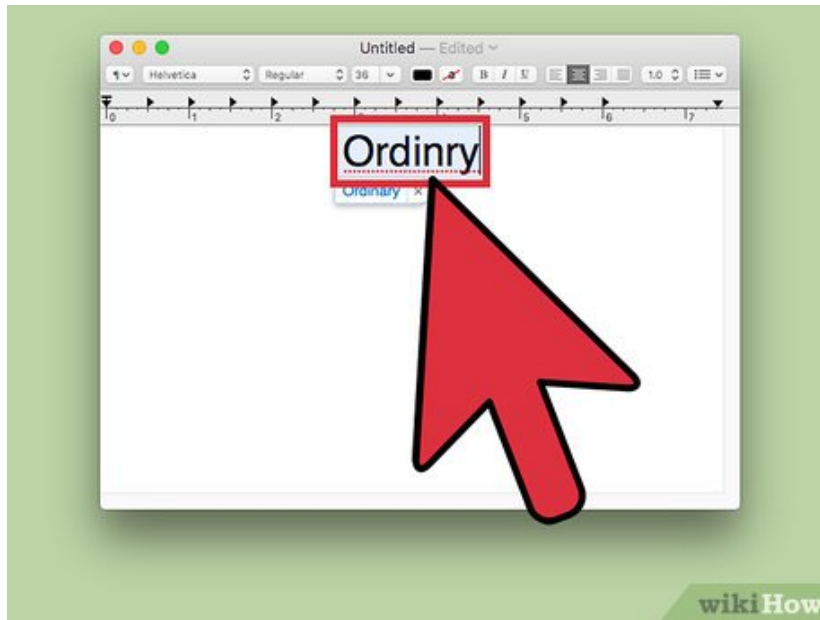 Untitled — Edited
¶ Helvetica Regular 36 a B I U 1.0
0 1 2 5 6 7
Ordinry
Ordinary ×
wikiHow